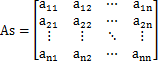 As = [a11 a12 ⋯ a1n
a21 a22 ⋯ a2n
⋮ ⋮ ⋱ ⋮
an1 an2 ⋯ ann]